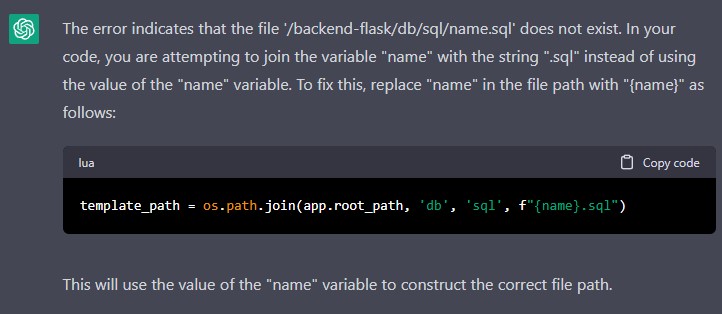 The error indicates that the file '/backend-flask/db/sql/name.sql' does not exist. In your
code, you are attempting to join the variable "name" with the string ".sql" instead of using
the value of the "name" variable. To fix this, replace "name" in the file path with "{name}" as
follows:
lua
Copy code
template_path = os.path.join(app.root_path, 'db', 'sql', f"{name}.sql")
This will use the value of the "name" variable to construct the correct file path.